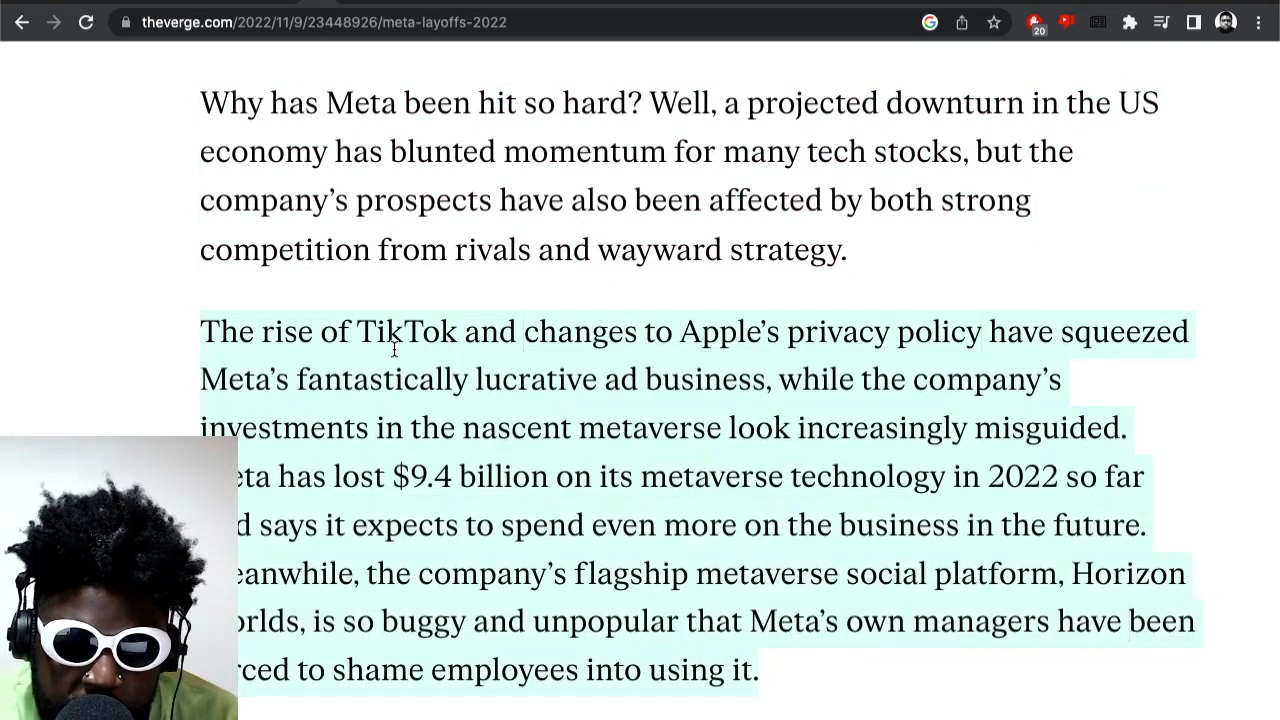 theverge.com/2022/11/9/23448926/meta-layoffs-2022
20
Why has Meta been hit so hard? Well, a projected downturn in the US
economy has blunted momentum for many tech stocks, but the
company’s prospects have also been affected by both strong
competition from rivals and wayward strategy.
The rise of TikTok and changes to Apple’s privacy policy have squeezed
Meta’s fantastically lucrative ad business, while the company’s
investments in the nascent metaverse look increasingly misguided.
eta has lost $9.4 billion on its metaverse technology in 2022 so far
d says it expects to spend even more on the business in the future.
eanwhile, the company’s flagship metaverse social platform, Horizon
orlds, is so buggy and unpopular that Meta’s own managers have been
rced to shame employees into using it.